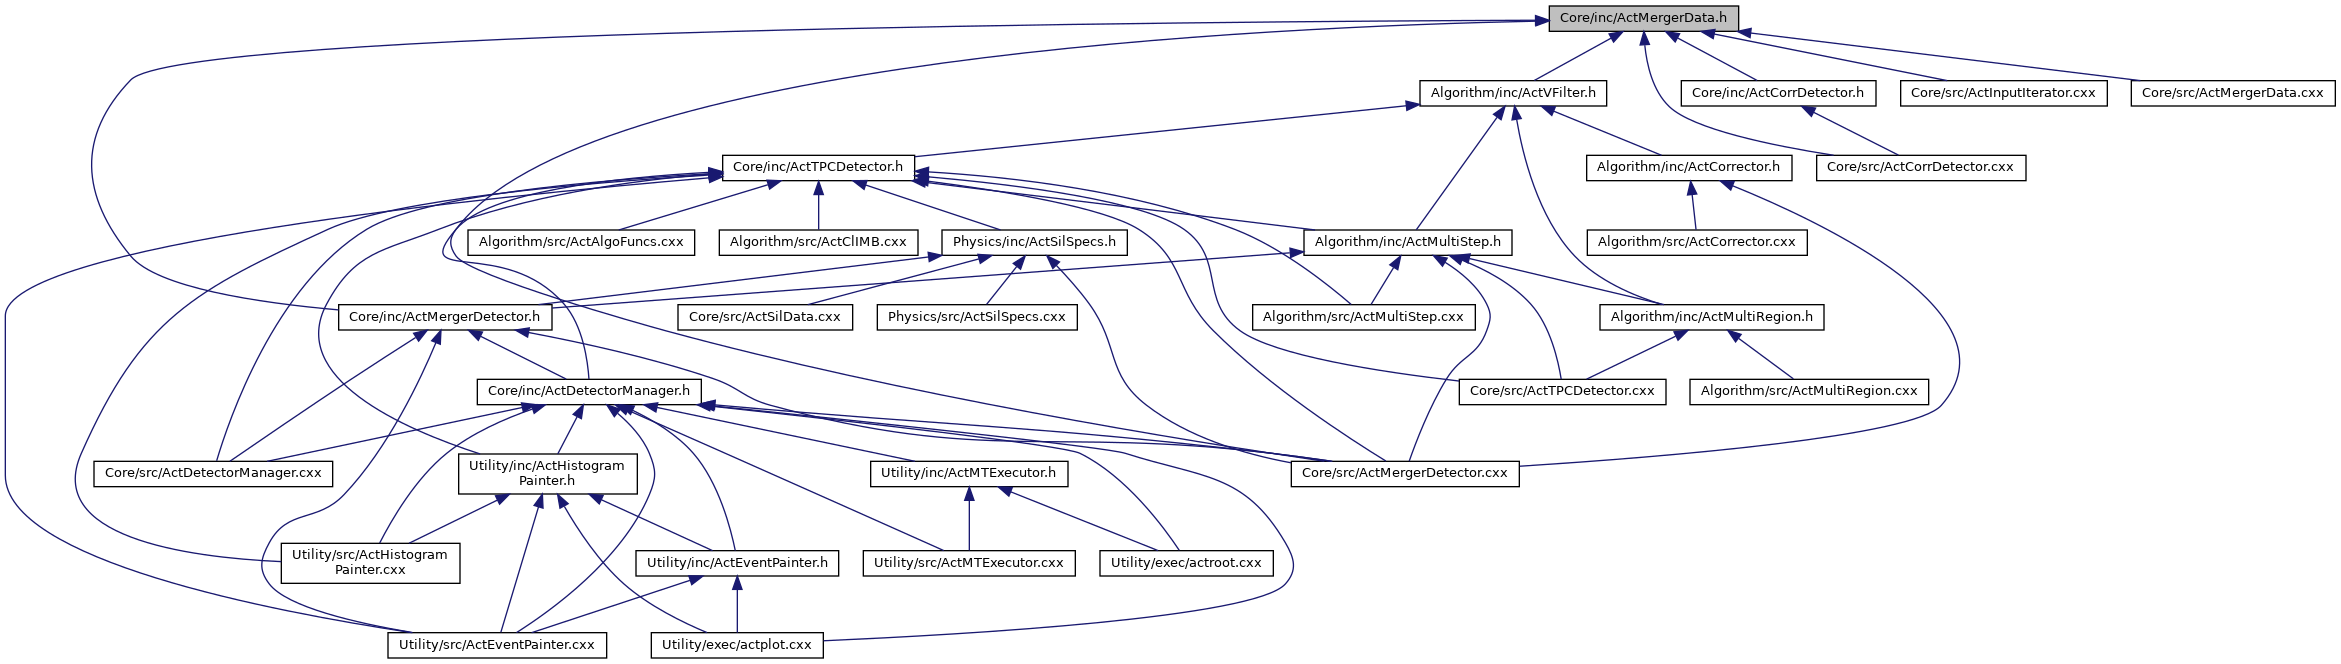 Core/inc/ActMergerData.h
Algorithm/inc/ActVFilter.h
Core/inc/ActCorrDetector.h
Core/src/ActInputIterator.cxx
Core/src/ActMergerData.cxx
Core/inc/ActTPCDetector.h
Algorithm/inc/ActCorrector.h
Core/src/ActCorrDetector.cxx
Algorithm/src/ActAlgoFuncs.cxx
Algorithm/src/ActClIMB.cxx
Physics/inc/ActSilSpecs.h
Algorithm/inc/ActMultiStep.h
Algorithm/src/ActCorrector.cxx
Core/inc/ActMergerDetector.h
Core/src/ActSilData.cxx
Physics/src/ActSilSpecs.cxx
Algorithm/src/ActMultiStep.cxx
Algorithm/inc/ActMultiRegion.h
Core/inc/ActDetectorManager.h
Core/src/ActTPCDetector.cxx
Algorithm/src/ActMultiRegion.cxx
Core/src/ActDetectorManager.cxx
Utility/inc/ActHistogram
Painter.h
Utility/inc/ActMTExecutor.h
Core/src/ActMergerDetector.cxx
Utility/src/ActHistogram
Painter.cxx
Utility/inc/ActEventPainter.h
Utility/src/ActMTExecutor.cxx
Utility/exec/actroot.cxx
Utility/src/ActEventPainter.cxx
Utility/exec/actplot.cxx